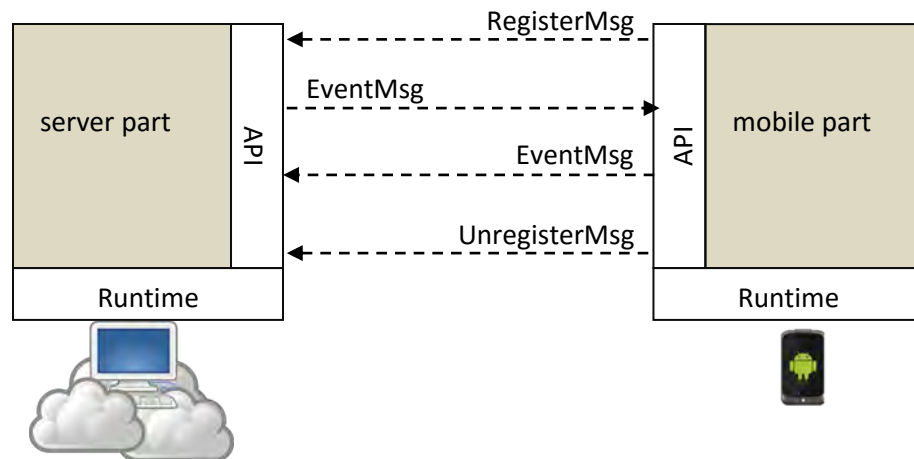 RegisterMsg
EventMsg
server part
API
API
mobile part
EventMsg
UnregisterMsg
Runtime
Runtime